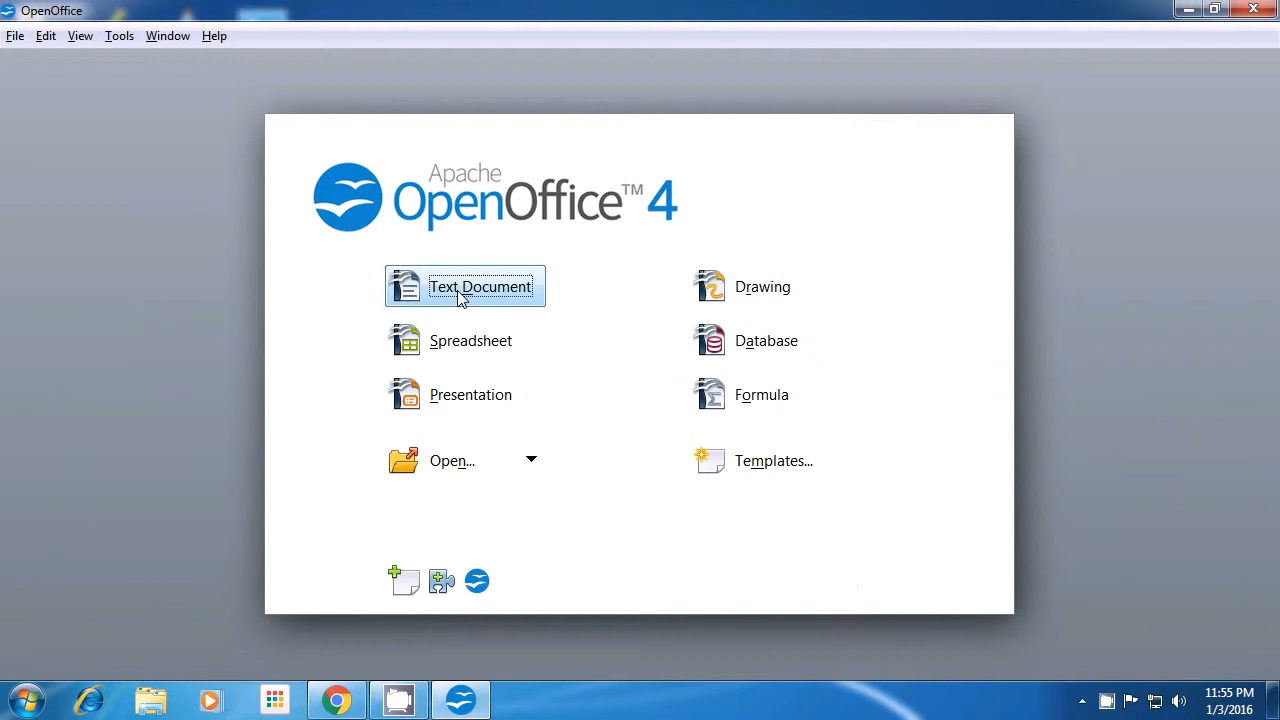 OpenOffice
File Edit View Tools Window Help
Apache
OpenOffice™ 4
Text Document
Drawing
Spreadsheet
Database
Presentation
Formula
Open...
Templates...
11:55 PM
1/3/2016